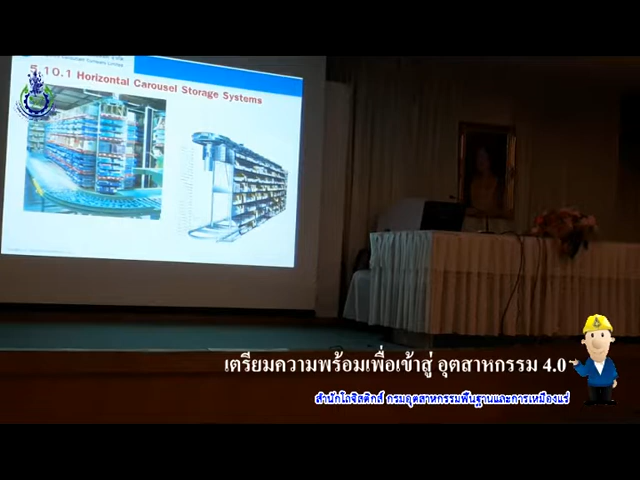 5.10.1 Horizontal Carousel Storage Systems
เตรียมความพร้อมเพื่อเข้าสู่ อุตสาหกรรม 4.0
สำนักโลจิสติกส์ กรมอุตสาหกรรมพื้นฐานและการเหมืองแร่